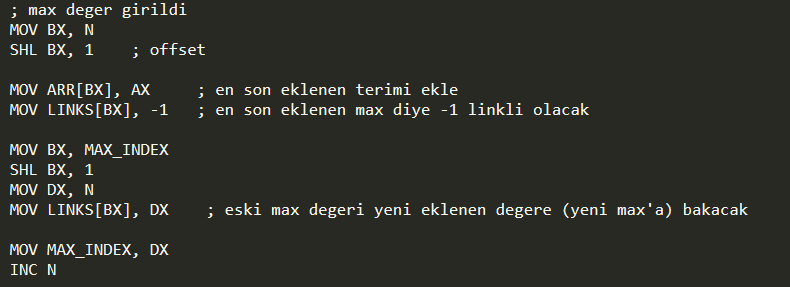 ; max deger girildi
MOV BX, N
SHL BX, 1    ; offset
MOV ARR[BX], AX     ; en son eklenen terimi ekle
MOV LINKS[BX], -1   ; en son eklenen max diye -1 linkli olacak
MOV BX, MAX_INDEX
SHL BX, 1
MOV DX, N
MOV LINKS[BX], DX    ; eski max degeri yeni eklenen degere (yeni max'a) bakacak
MOV MAX_INDEX, DX
INC N